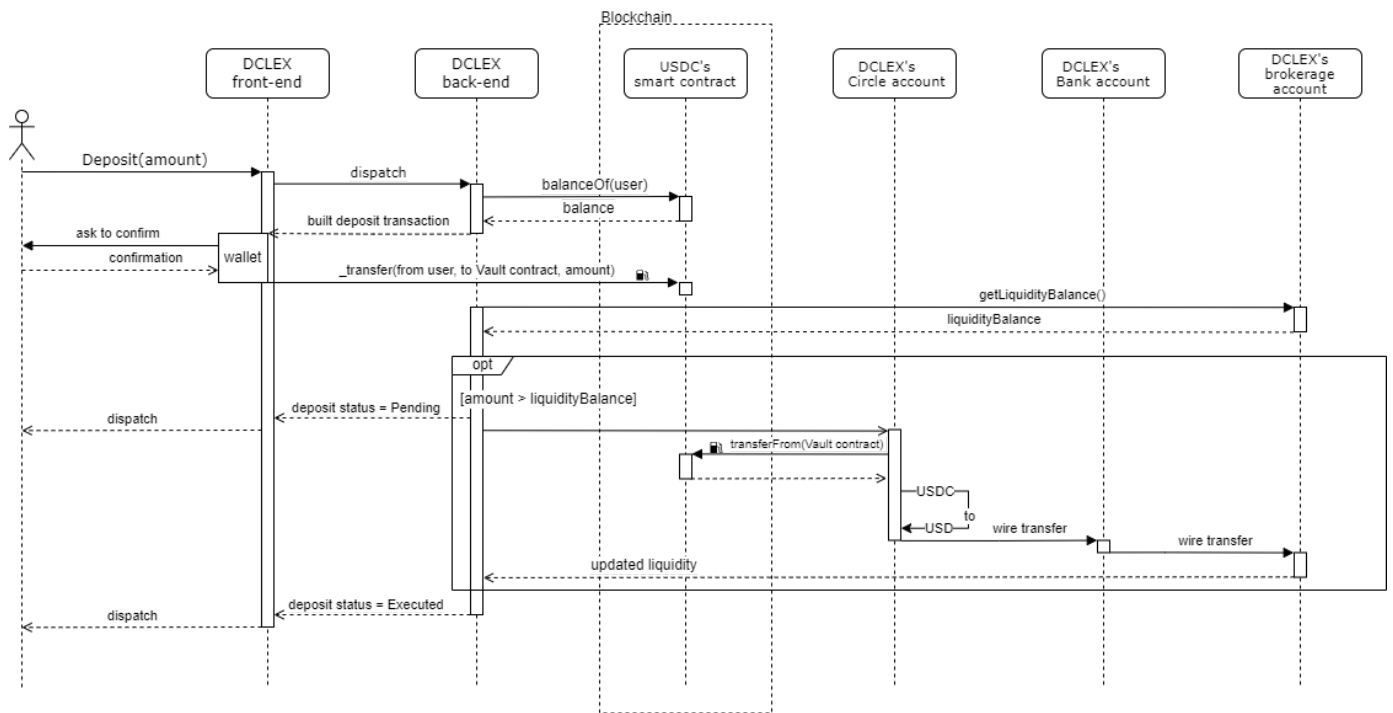 Blockchain
DCLEX
front-end
DCLEX
back-end
USDC's
smart contract
DCLEX's
Circle account
DCLEX's
Bank account
DCLEX's
brokerage
account
Deposit(amount)
dispatch
balanceOf(user)
balance
built deposit transaction
ask to confirm
confirmation
wallet
_transfer(from user, to Vault contract, amount)
getLiquidityBalance()
liquidityBalance
opt
[amount > liquidityBalance]
deposit status = Pending
dispatch
transferFrom(Vault contract)
USDC
to
USD
wire transfer
wire transfer
updated liquidity
deposit status = Executed
dispatch